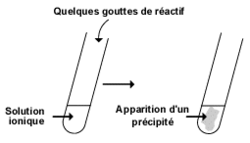 Quelques gouttes de réactif
Solution
ionique
Apparition d'un
précipité